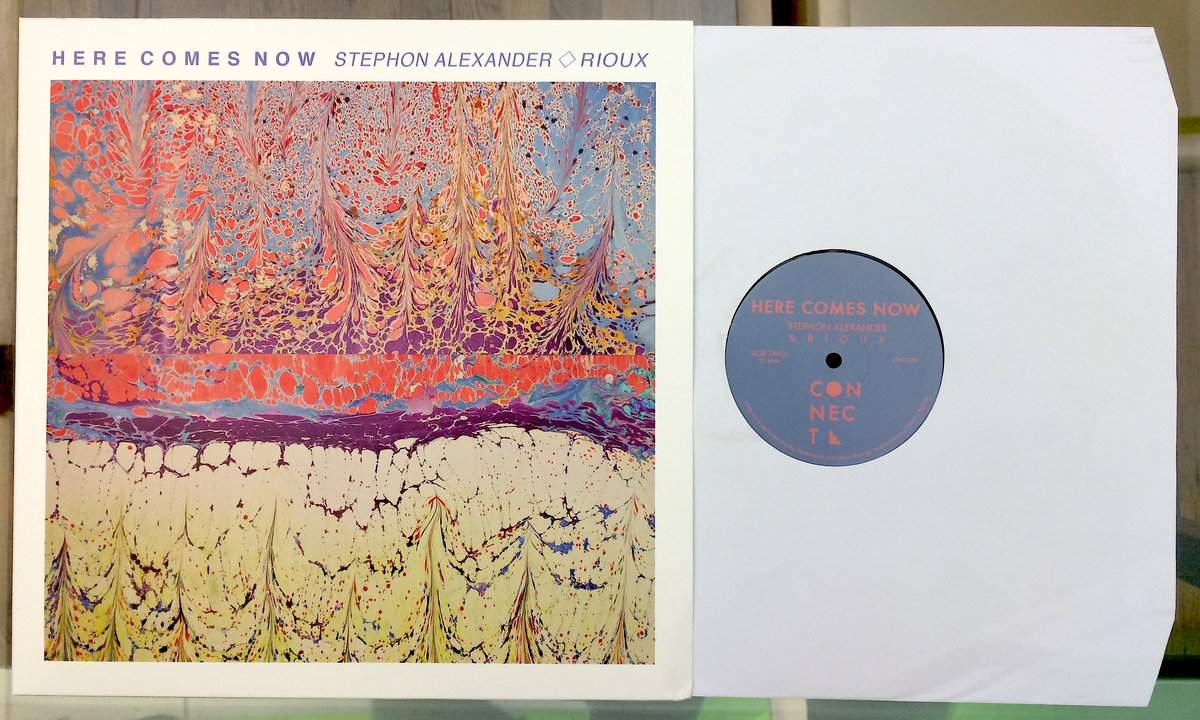 HERE COMES NOW STEPHON ALEXANDER ◇ RIOUX
HERE COMES NOW
STEPHON ALEXANDER
& RIOUX
SIDE TWO
CON
NEC
T